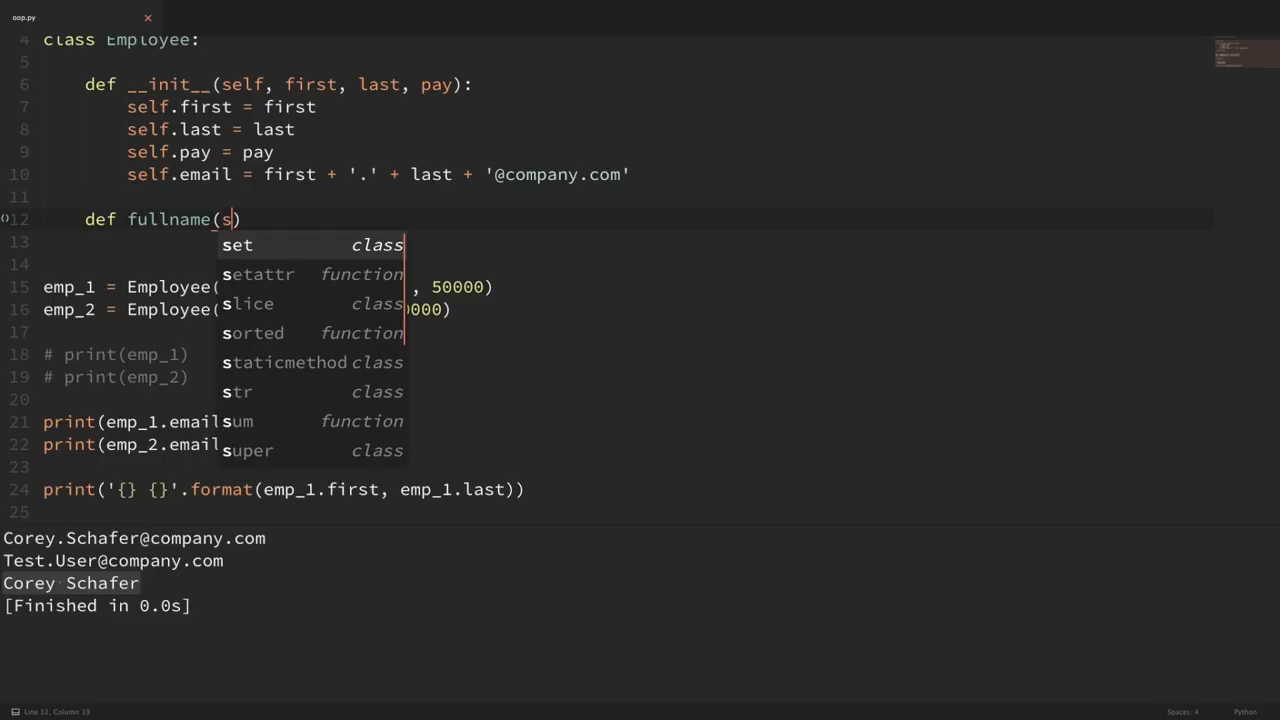 oop.py
4 class Employee:
5
6 def __init__(self, first, last, pay):
7 self.first = first
8 self.last = last
9 self.pay = pay
10 self.email = first + '.' + last + '@company.com'
11
12 def fullname(s)
13 set class
14 setattr function
15 emp_1 = Employee( , 50000)
slice class
16 emp_2 = Employee( 0000)
17 sorted function
18 # print(emp_1)
staticmethod class
19 # print(emp_2)
20 str class
21 print(emp_1.email
sum function
22 print(emp_2.email
super class
23
24 print('{} {}'.format(emp_1.first, emp_1.last))
25
Corey.Schafer@company.com
Test.User@company.com
Corey Schafer
[Finished in 0.0s]
Line 12, Column 19 Spaces: 4 Python